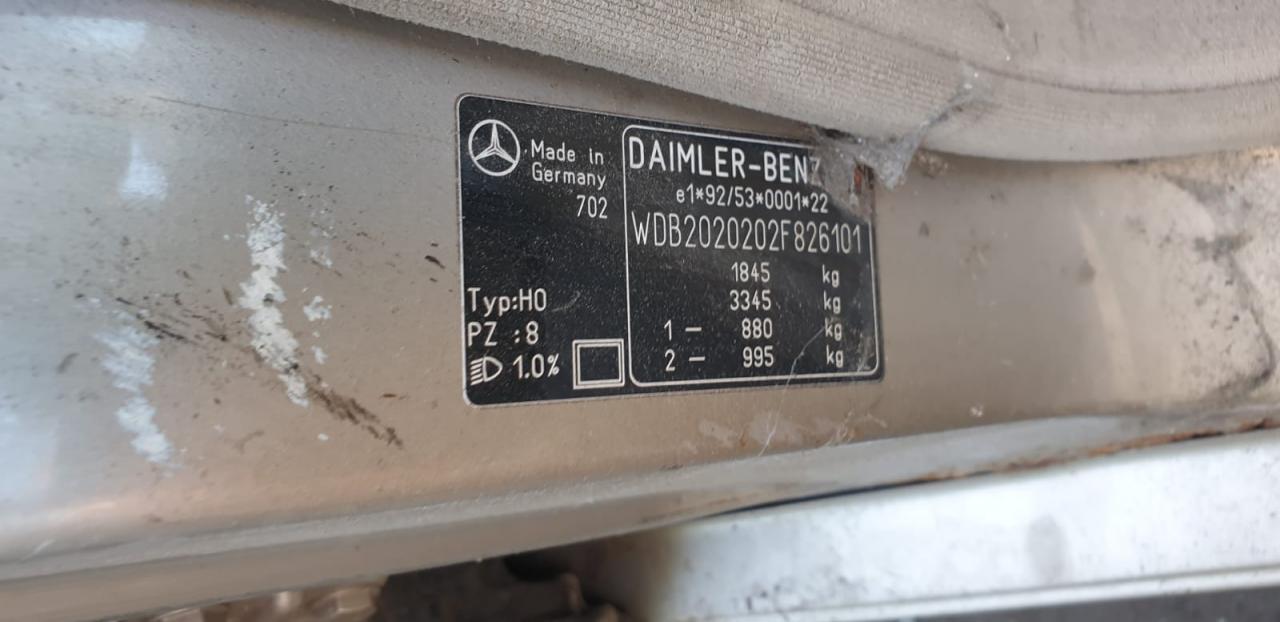 Made in
Germany
702
Typ:H0
PZ :8
1.0%
DAIMLER-BENZ
e1*92/53*0001*22
WDB2020202F826101
1845 kg
3345 kg
1 – 880 kg
2 – 995 kg